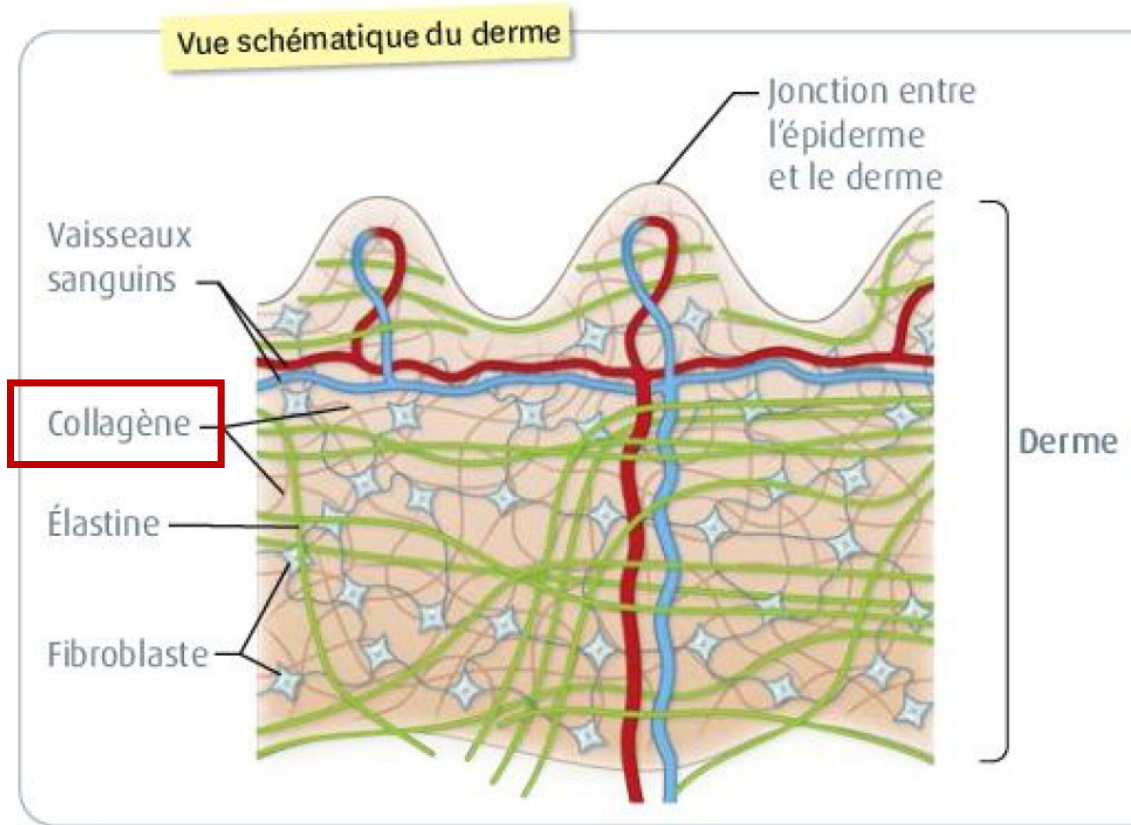 Vue schématique du derme
Jonction entre
l'épiderme
et le derme
Vaisseaux
sanguins
Collagène
Derme
Élastine
Fibroblaste